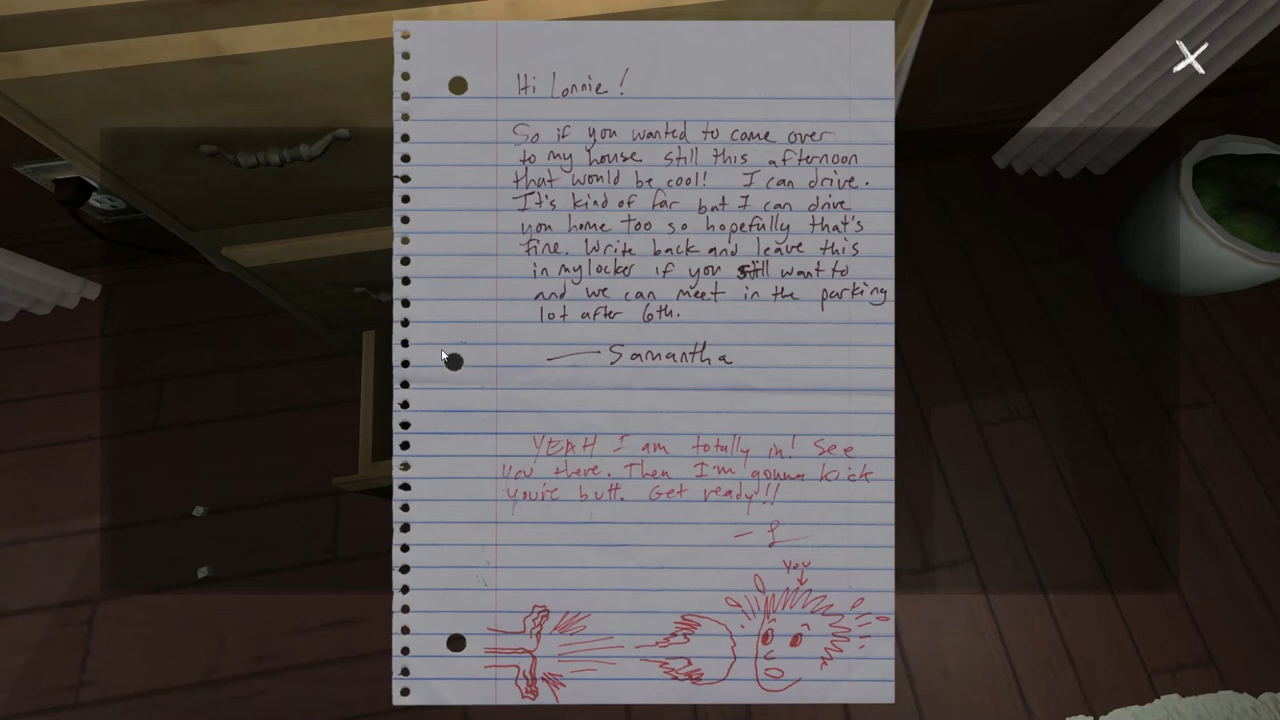 Hi Lonnie!
So if you wanted to come over
to my house still this afternoon
that would be cool! I can drive.
It's kind of far but I can drive
you home too so hopefully that's
fine. Write back and leave this
in my locker if you still want to
and we can meet in the parking
lot after 6th.
— Samantha
YEAH I am totally in! See
you there. Then I'm gonna kick
you're butt. Get ready!!
— L
You